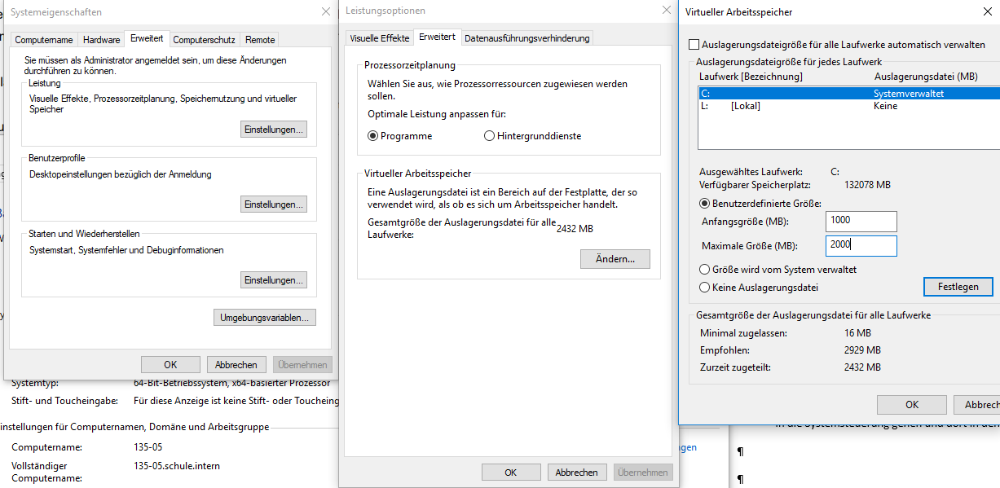 Systemeigenschaften
Computername Hardware Erweitert Computerschutz Remote
Sie müssen als Administrator angemeldet sein, um diese Änderungen
durchführen zu können.
Leistung
Visuelle Effekte, Prozessorzeitplanung, Speichernutzung und virtueller
Speicher
Einstellungen...
Benutzerprofile
Desktopeinstellungen bezüglich der Anmeldung
Einstellungen...
Starten und Wiederherstellen
Systemstart, Systemfehler und Debuginformationen
Einstellungen...
Umgebungsvariablen...
OK Abbrechen Übernehmen
Systemtyp: 64-Bit-Betriebssystem, x64-basierter Prozessor
Stift- und Toucheingabe: Für diese Anzeige ist keine Stift- oder Toucheing
instellungen für Computernamen, Domäne und Arbeitsgruppe
Computername: 135-05
Vollständiger 135-05.schule.intern
Computername:
Leistungsoptionen
Visuelle Effekte Erweitert Datenausführungsverhinderung
Prozessorzeitplanung
Wählen Sie aus, wie Prozessorressourcen zugewiesen werden
sollen.
Optimale Leistung anpassen für:
Programme Hintergrunddienste
Virtueller Arbeitsspeicher
Eine Auslagerungsdatei ist ein Bereich auf der Festplatte, der so
verwendet wird, als ob es sich um Arbeitsspeicher handelt.
Gesamtgröße der Auslagerungsdatei für alle 2432 MB
Laufwerke:
Ändern...
OK Abbrechen Übernehmen
Virtueller Arbeitsspeicher
Auslagerungsdateigröße für alle Laufwerke automatisch verwalten
Auslagerungsdateigröße für jedes Laufwerk
Laufwerk [Bezeichnung] Auslagerungsdatei (MB)
C: Systemverwaltet
L: [Lokal] Keine
Ausgewähltes Laufwerk: C:
Verfügbarer Speicherplatz: 132078 MB
Benutzerdefinierte Größe:
Anfangsgröße (MB): 1000
Maximale Größe (MB): 2000
Größe wird vom System verwaltet
Keine Auslagerungsdatei Festlegen
Gesamtgröße der Auslagerungsdatei für alle Laufwerke
Minimal zugelassen: 16 MB
Empfohlen: 2929 MB
Zurzeit zugeteilt: 2432 MB
OK Abbrech
ngen
¶
¶